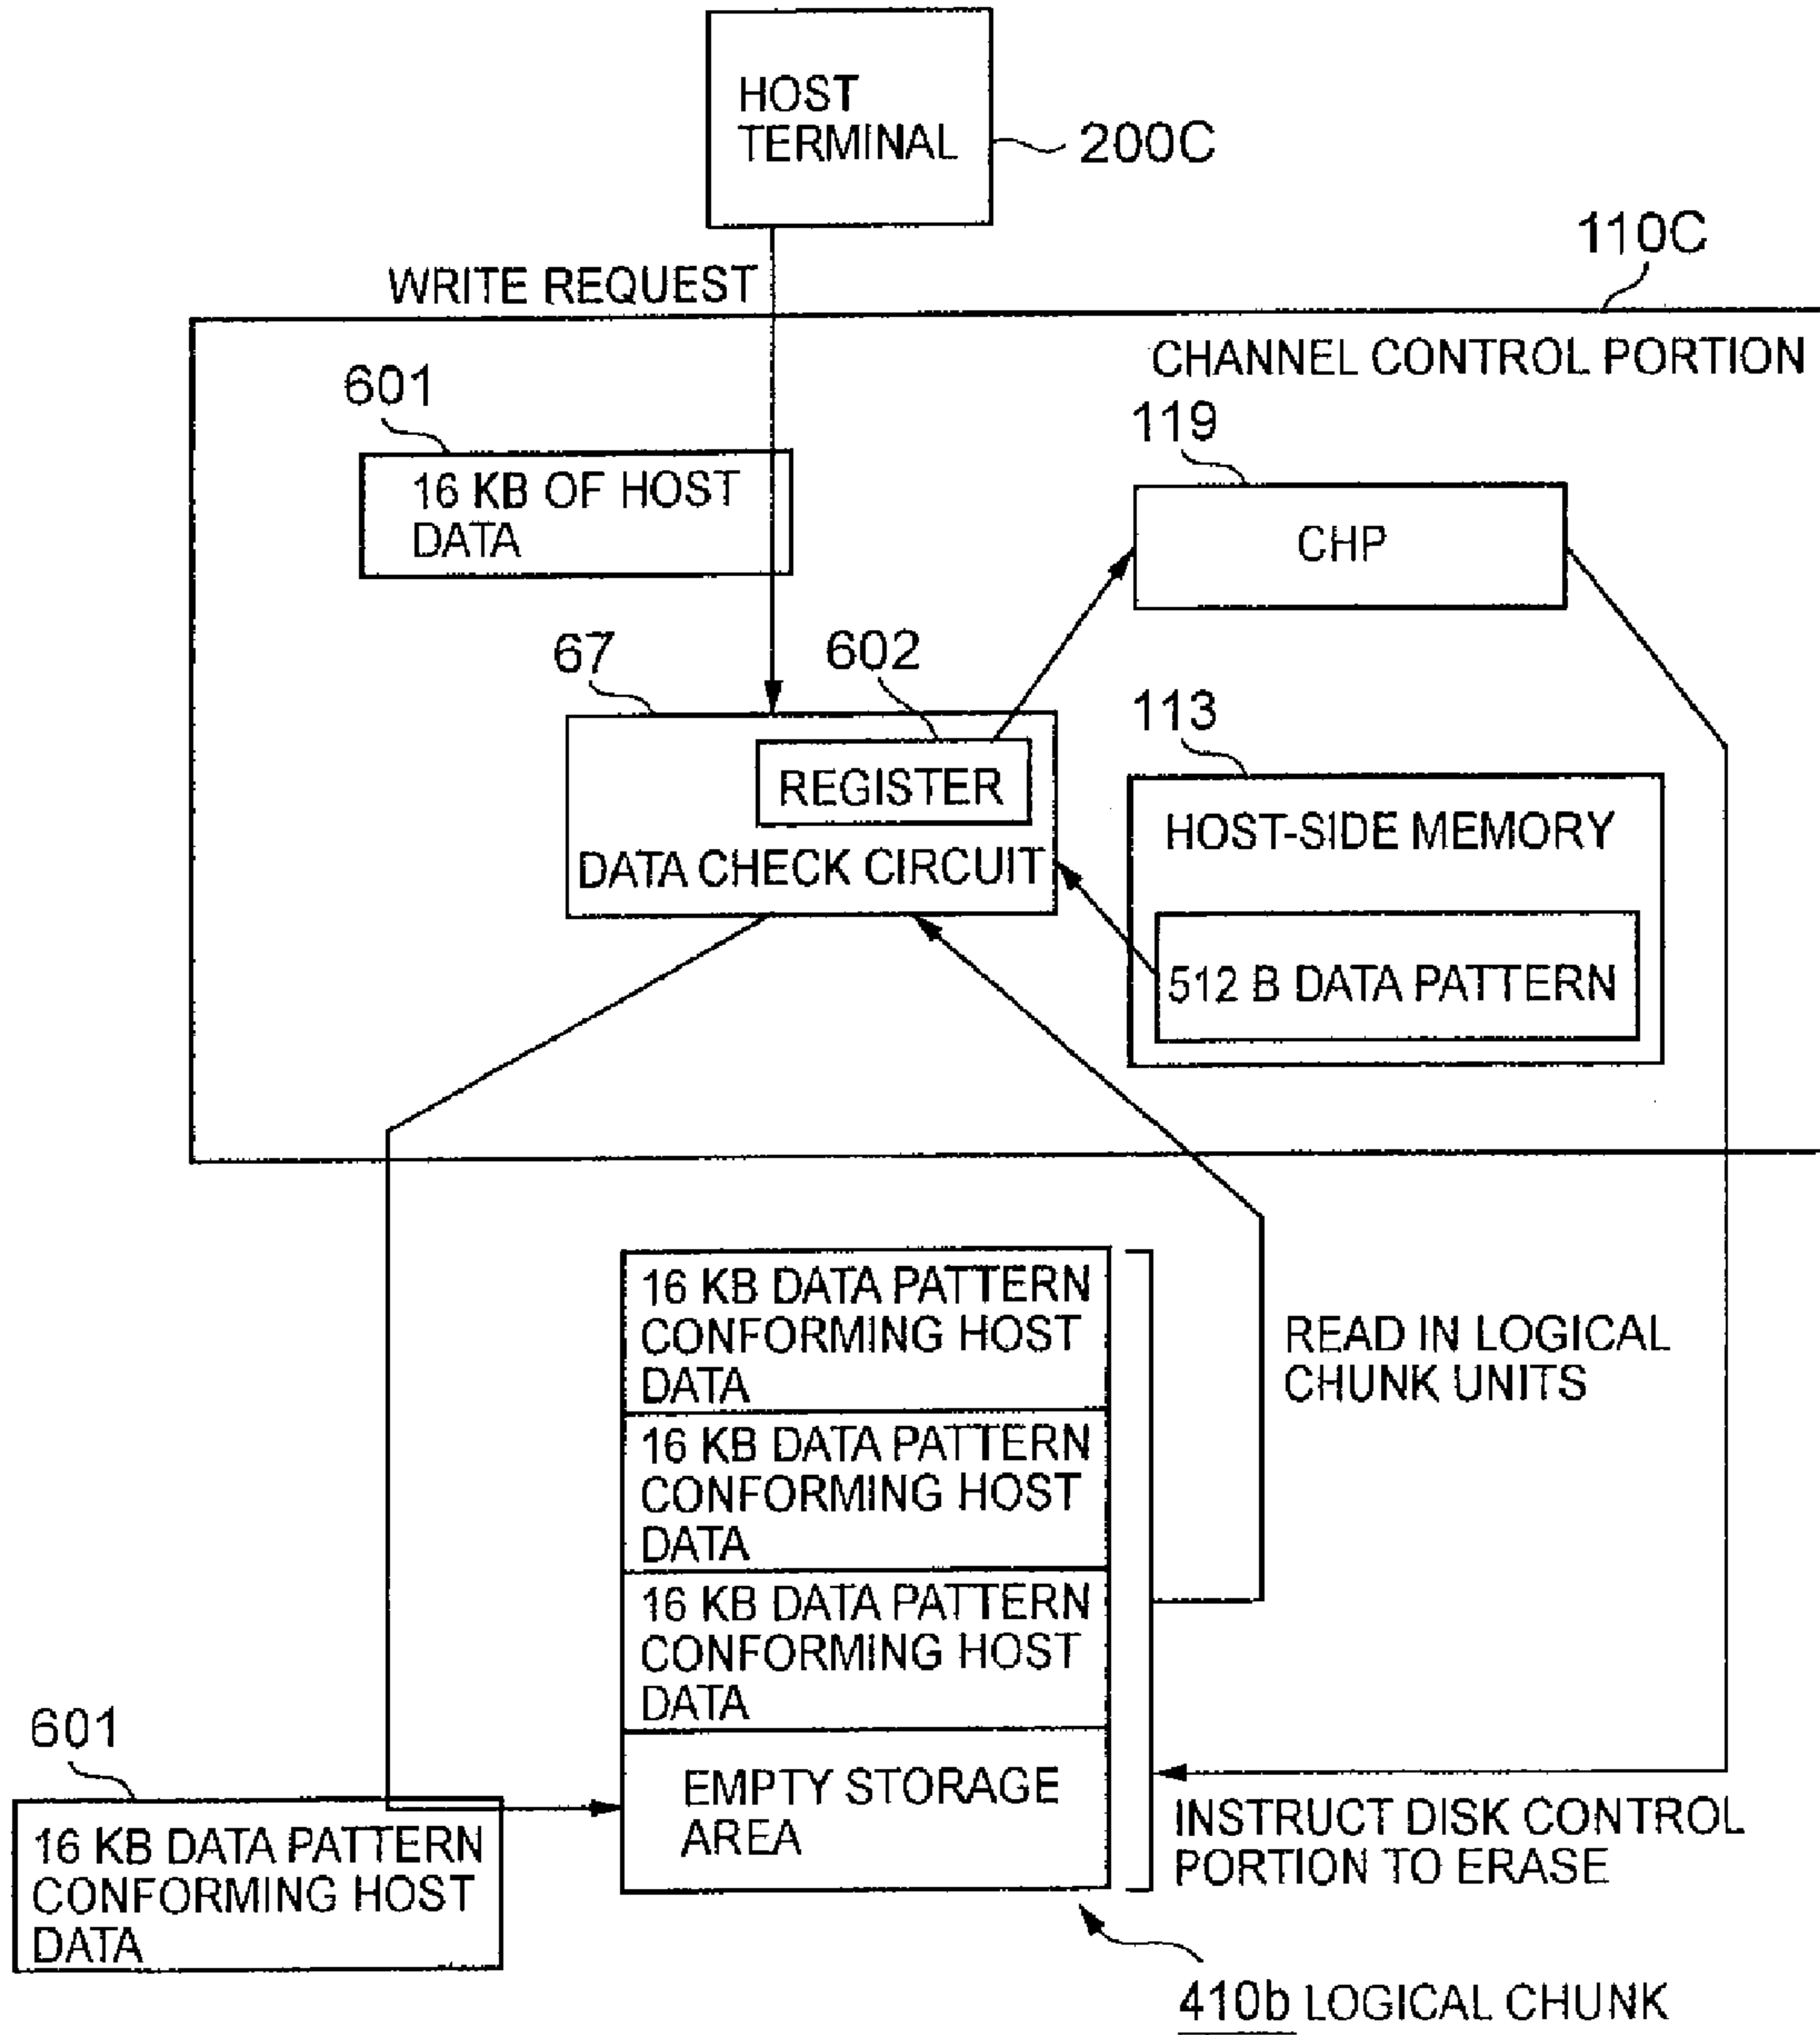 HOST
TERMINAL
200C
110C
WRITE REQUEST
CHANNEL CONTROL PORTION
601
16 KB OF HOST
DATA
119
CHP
67
602
REGISTER
DATA CHECK CIRCUIT
113
HOST-SIDE MEMORY
512 B DATA PATTERN
16 KB DATA PATTERN
CONFORMING HOST
DATA
16 KB DATA PATTERN
CONFORMING HOST
DATA
16 KB DATA PATTERN
CONFORMING HOST
DATA
EMPTY STORAGE
AREA
READ IN LOGICAL
CHUNK UNITS
601
16 KB DATA PATTERN
CONFORMING HOST
DATA
INSTRUCT DISK CONTROL
PORTION TO ERASE
410b LOGICAL CHUNK